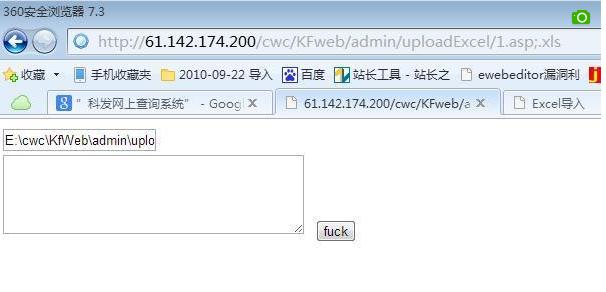 360安全浏览器 7.3
http://61.142.174.200/cwc/KFweb/admin/uploadExcel/1.asp;.xls
收藏 手机收藏夹 2010-09-22 导入 百度 站长工具 - 站长之 ewebeditor漏洞利
"科发网上查询系统" - Goog 61.142.174.200/cwc/KFweb/a Excel导入
E:\cwc\KfWeb\admin\uplo
fuck